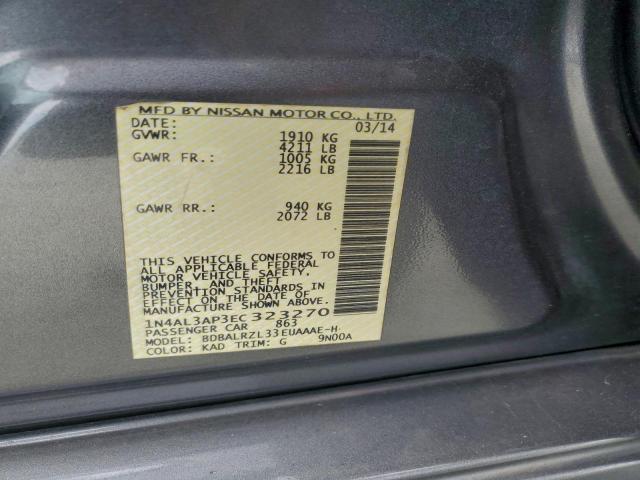 MFD BY NISSAN MOTOR CO., LTD.
DATE: 03/14
GVWR: 1910 KG
4211 LB
GAWR FR.: 1005 KG
2216 LB
GAWR RR.: 940 KG
2072 LB
THIS VEHICLE CONFORMS TO
ALL APPLICABLE FEDERAL
MOTOR VEHICLE SAFETY,
BUMPER, AND THEFT
PREVENTION STANDARDS IN
EFFECT ON THE DATE OF
MANUFACTURE SHOWN ABOVE.
1N4AL3AP3EC323270
PASSENGER CAR 863
MODEL: BDBALRZL33EUAAAE-H
COLOR: KAD TRIM: G 9N00A